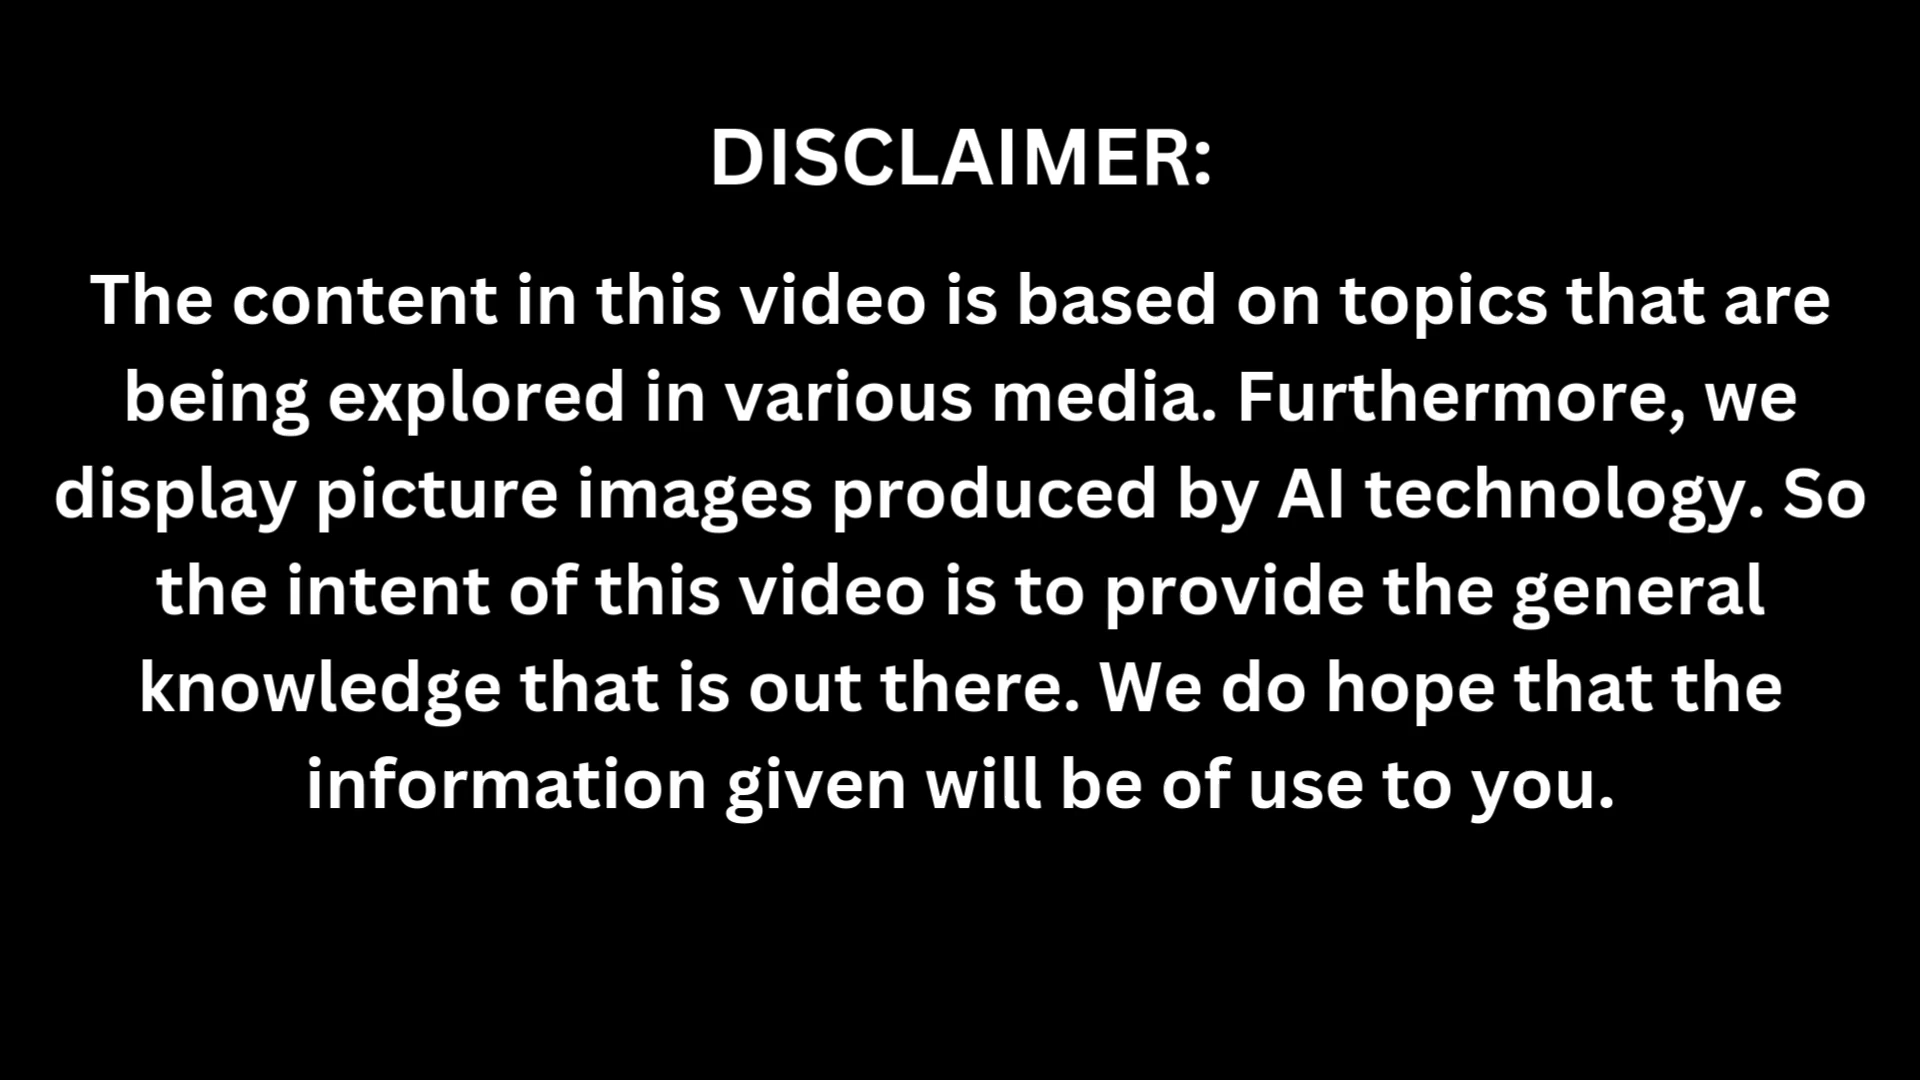 DISCLAIMER:
The content in this video is based on topics that are
being explored in various media. Furthermore, we
display picture images produced by AI technology. So
the intent of this video is to provide the general
knowledge that is out there. We do hope that the
information given will be of use to you.